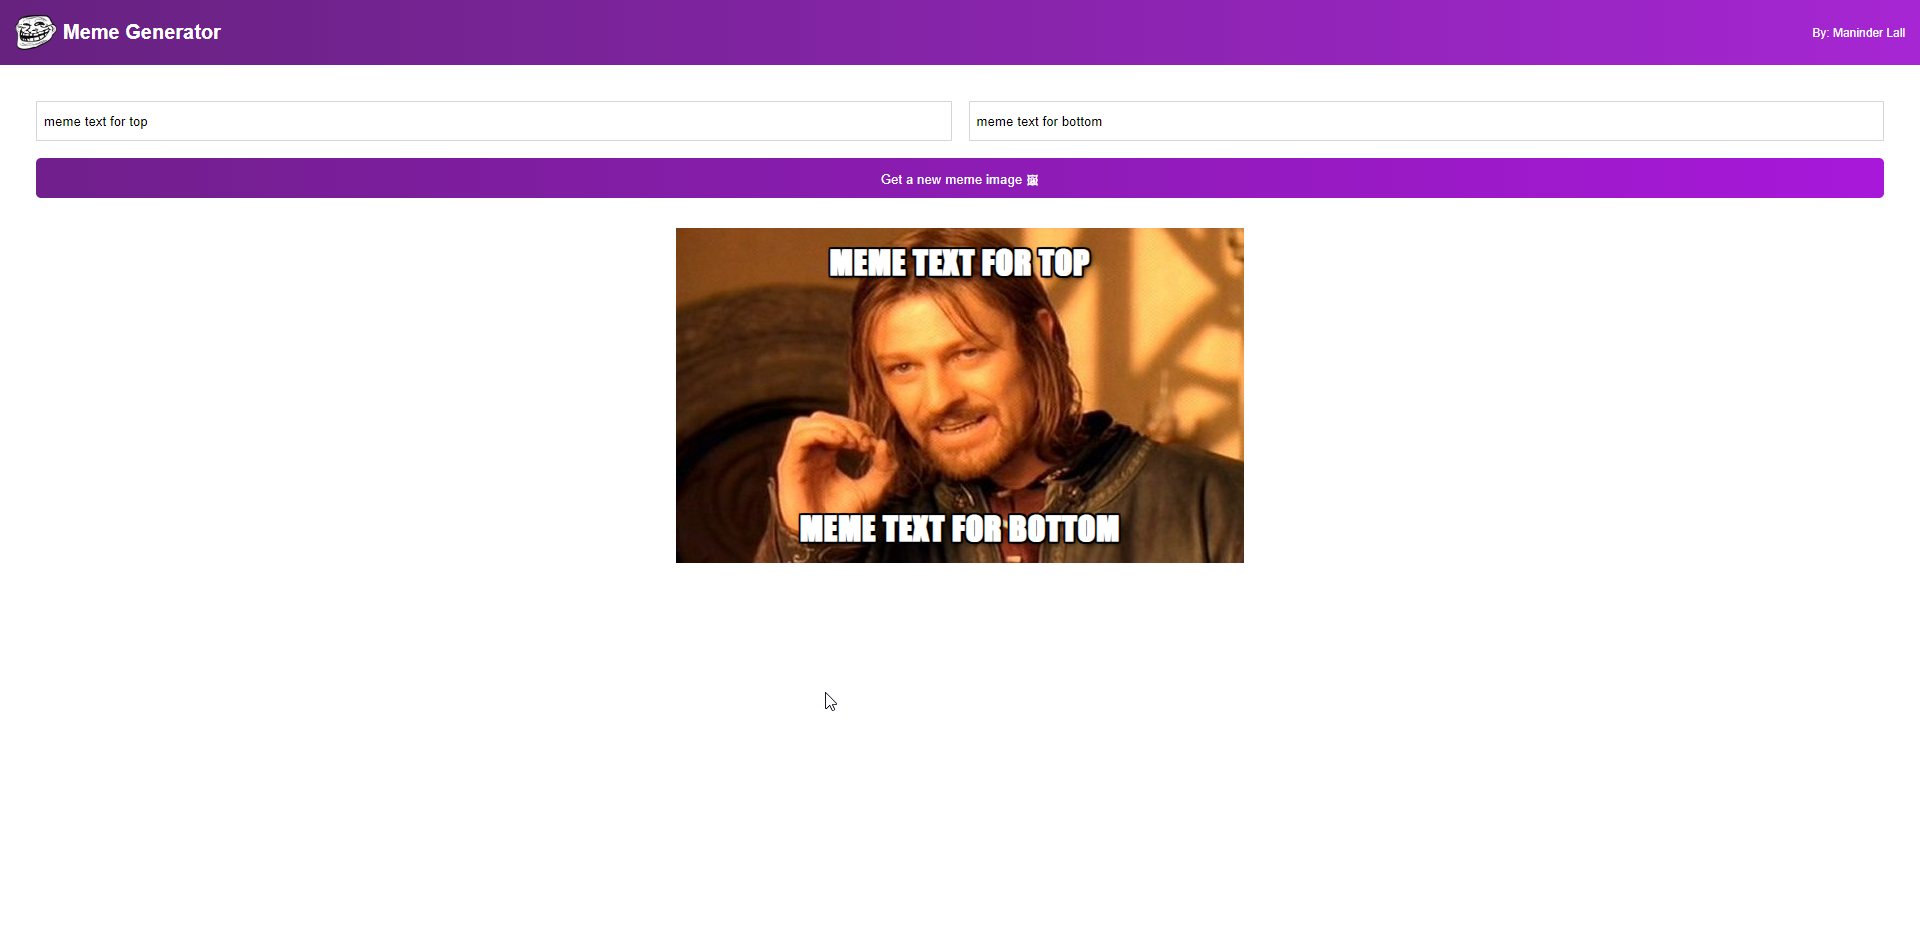 Meme Generator
By: Maninder Lall
meme text for top
meme text for bottom
Get a new meme image 🖼
MEME TEXT FOR TOP
MEME TEXT FOR BOTTOM